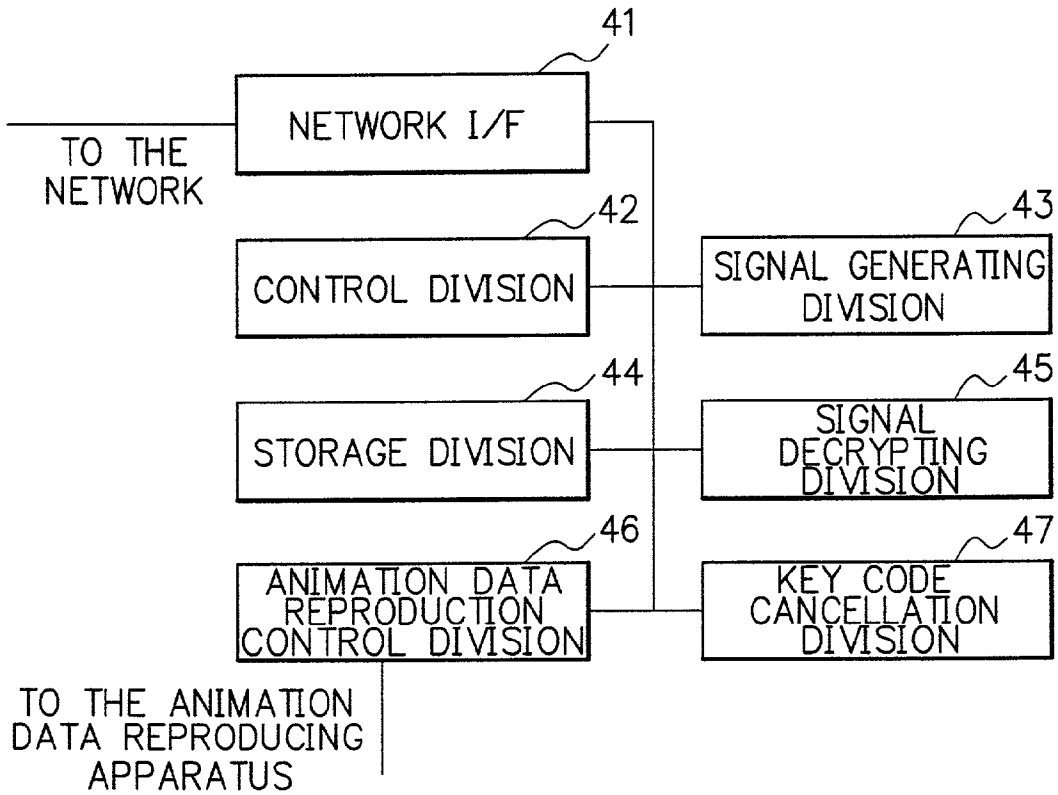 41
NETWORK I/F
TO THE
NETWORK
42
CONTROL DIVISION
43
SIGNAL GENERATING
DIVISION
44
STORAGE DIVISION
45
SIGNAL
DECRYPTING
DIVISION
46
ANIMATION DATA
REPRODUCTION
CONTROL DIVISION
47
KEY CODE
CANCELLATION
DIVISION
TO THE ANIMATION
DATA REPRODUCING
APPARATUS